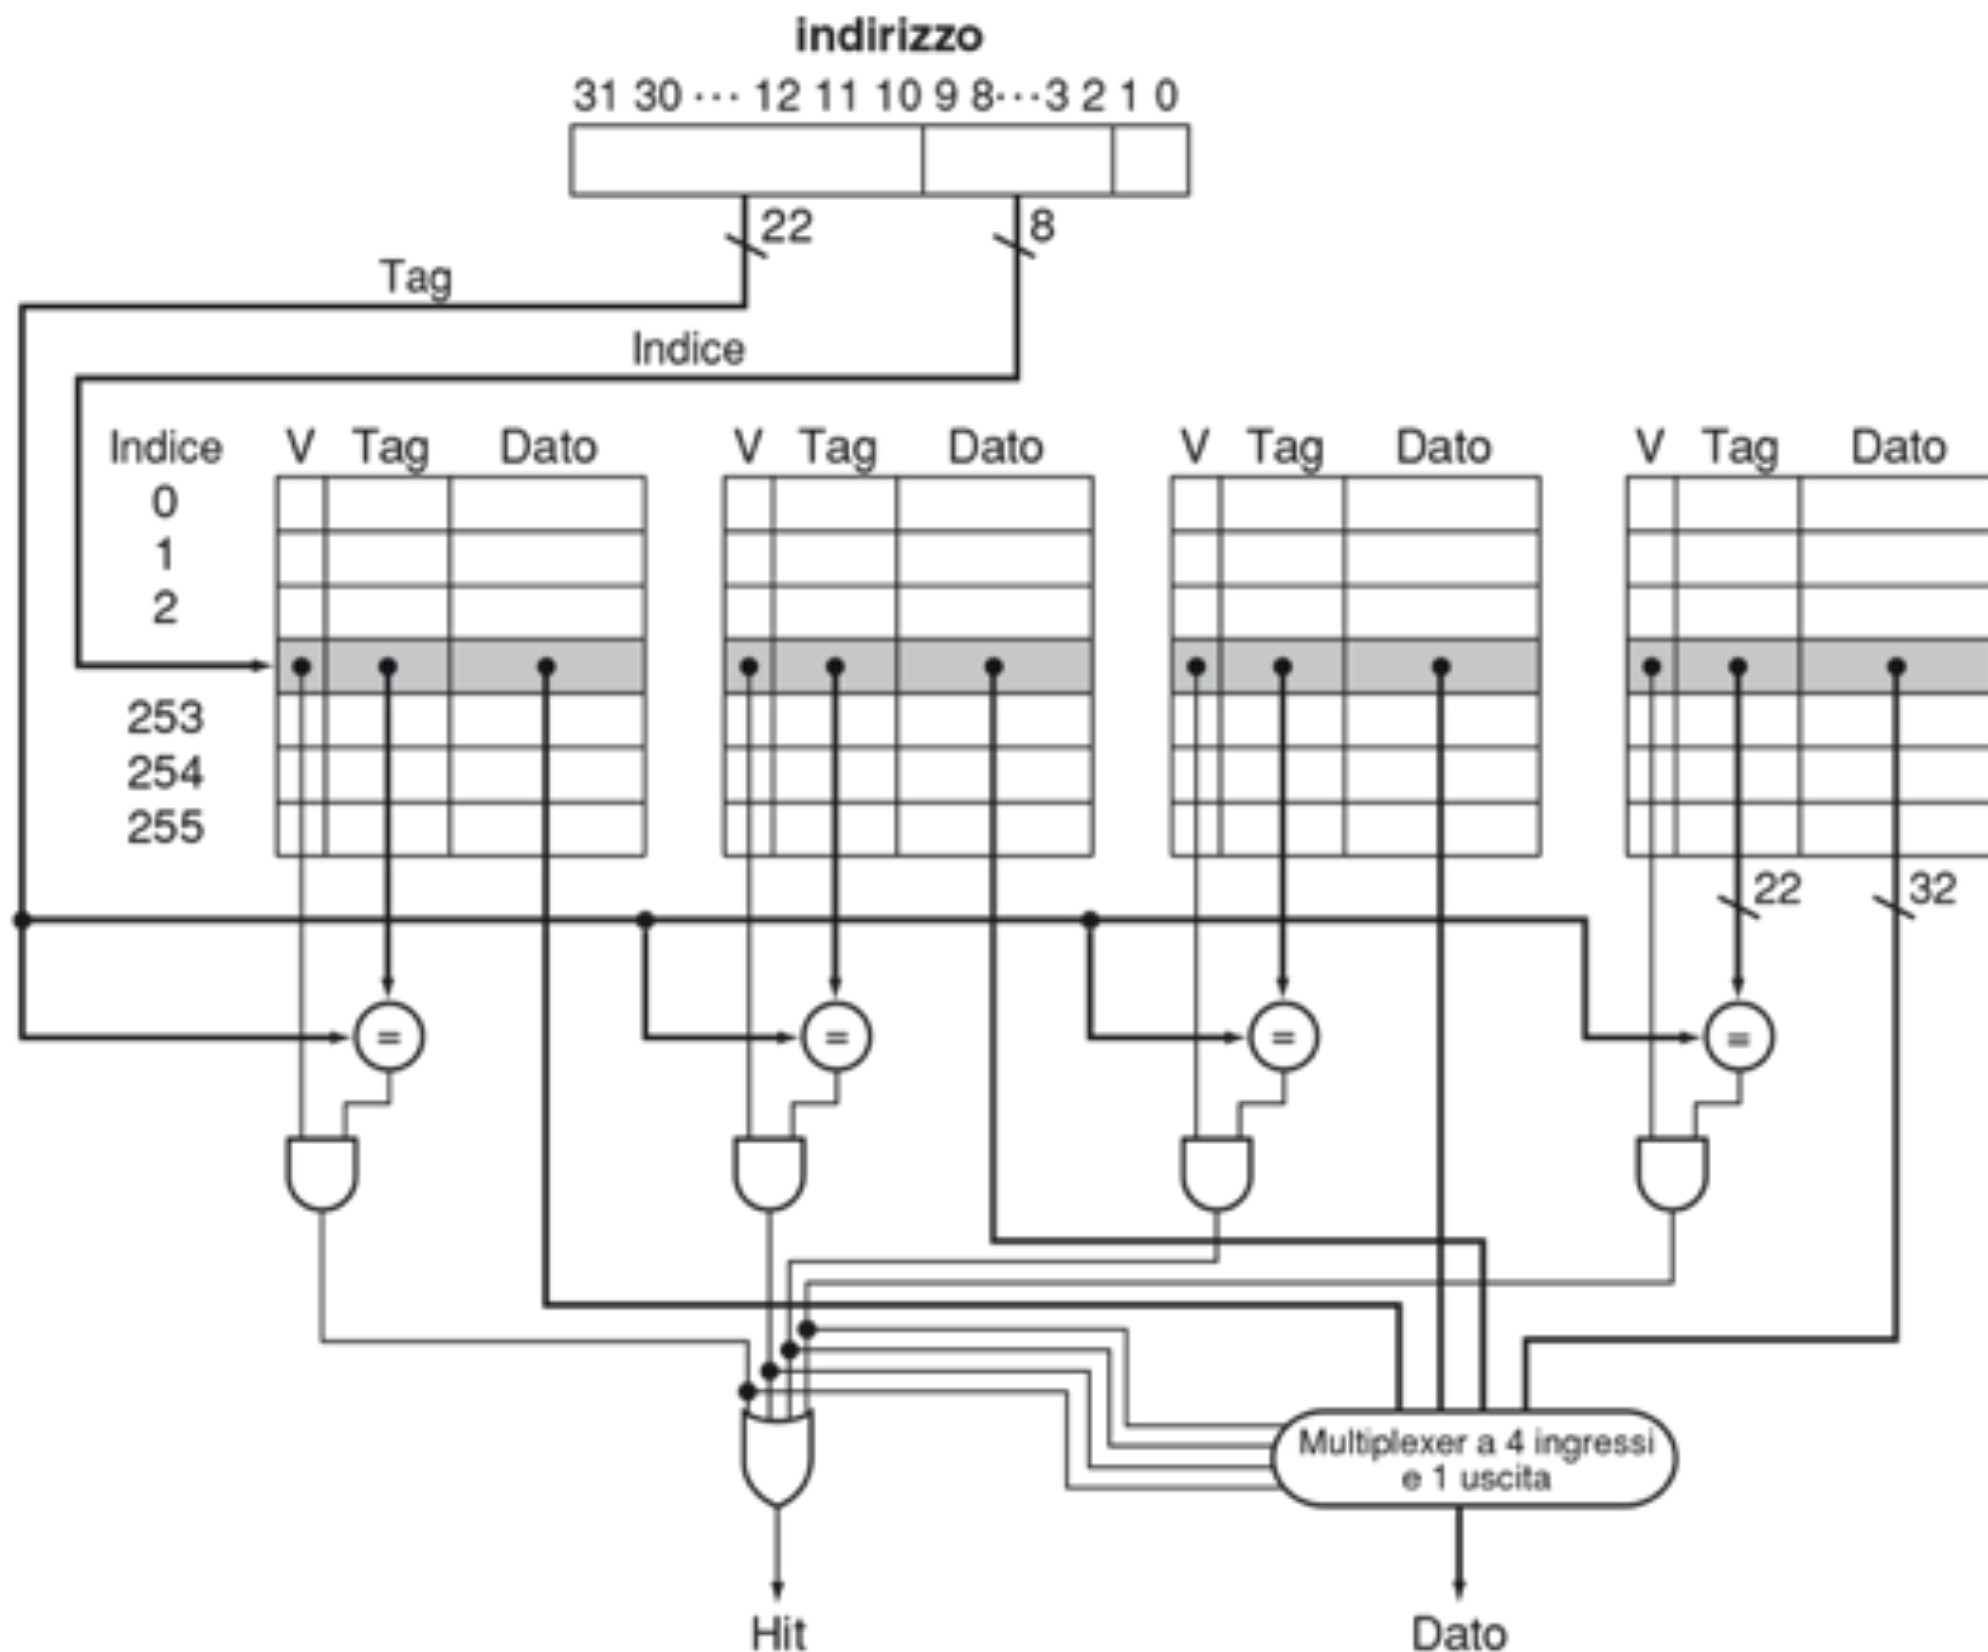 indirizzo
31 30 ··· 12 11 10 9 8···3 2 1 0
22
8
Tag
Indice
Indice V Tag Dato V Tag Dato V Tag Dato V Tag Dato
0
1
2
253
254
255
22 32
= = = =
Multiplexer a 4 ingressi
e 1 uscita
Hit Dato